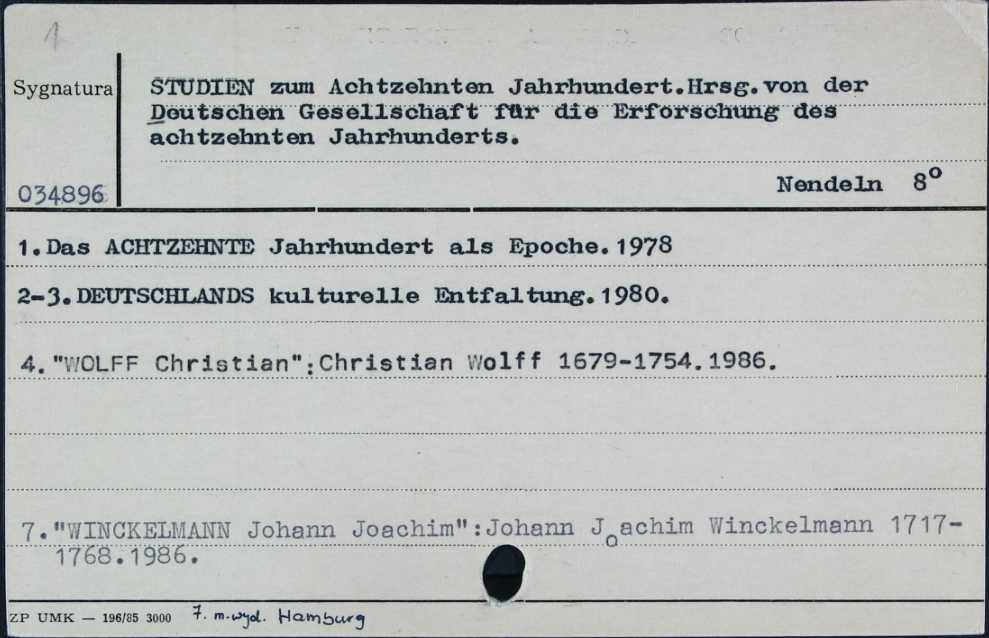 1
Sygnatura
STUDIEN zum Achtzehnten Jahrhundert.Hrsg.von der
Deutschen Gesellschaft für die Erforschung des
achtzehnten Jahrhunderts.
034896
Nendeln 8º
1.Das ACHTZEHNTE Jahrhundert als Epoche.1978
2-3.DEUTSCHLANDS kulturelle Entfaltung.1980.
4."WOLFF Christian":Christian Wolff 1679-1754.1986.
7."WINCKELMANN Johann Joachim":Johann Joachim Winckelmann 1717-
1768.1986.
ZP UMK — 196/85 3000 7. m.wyd. Hamburg